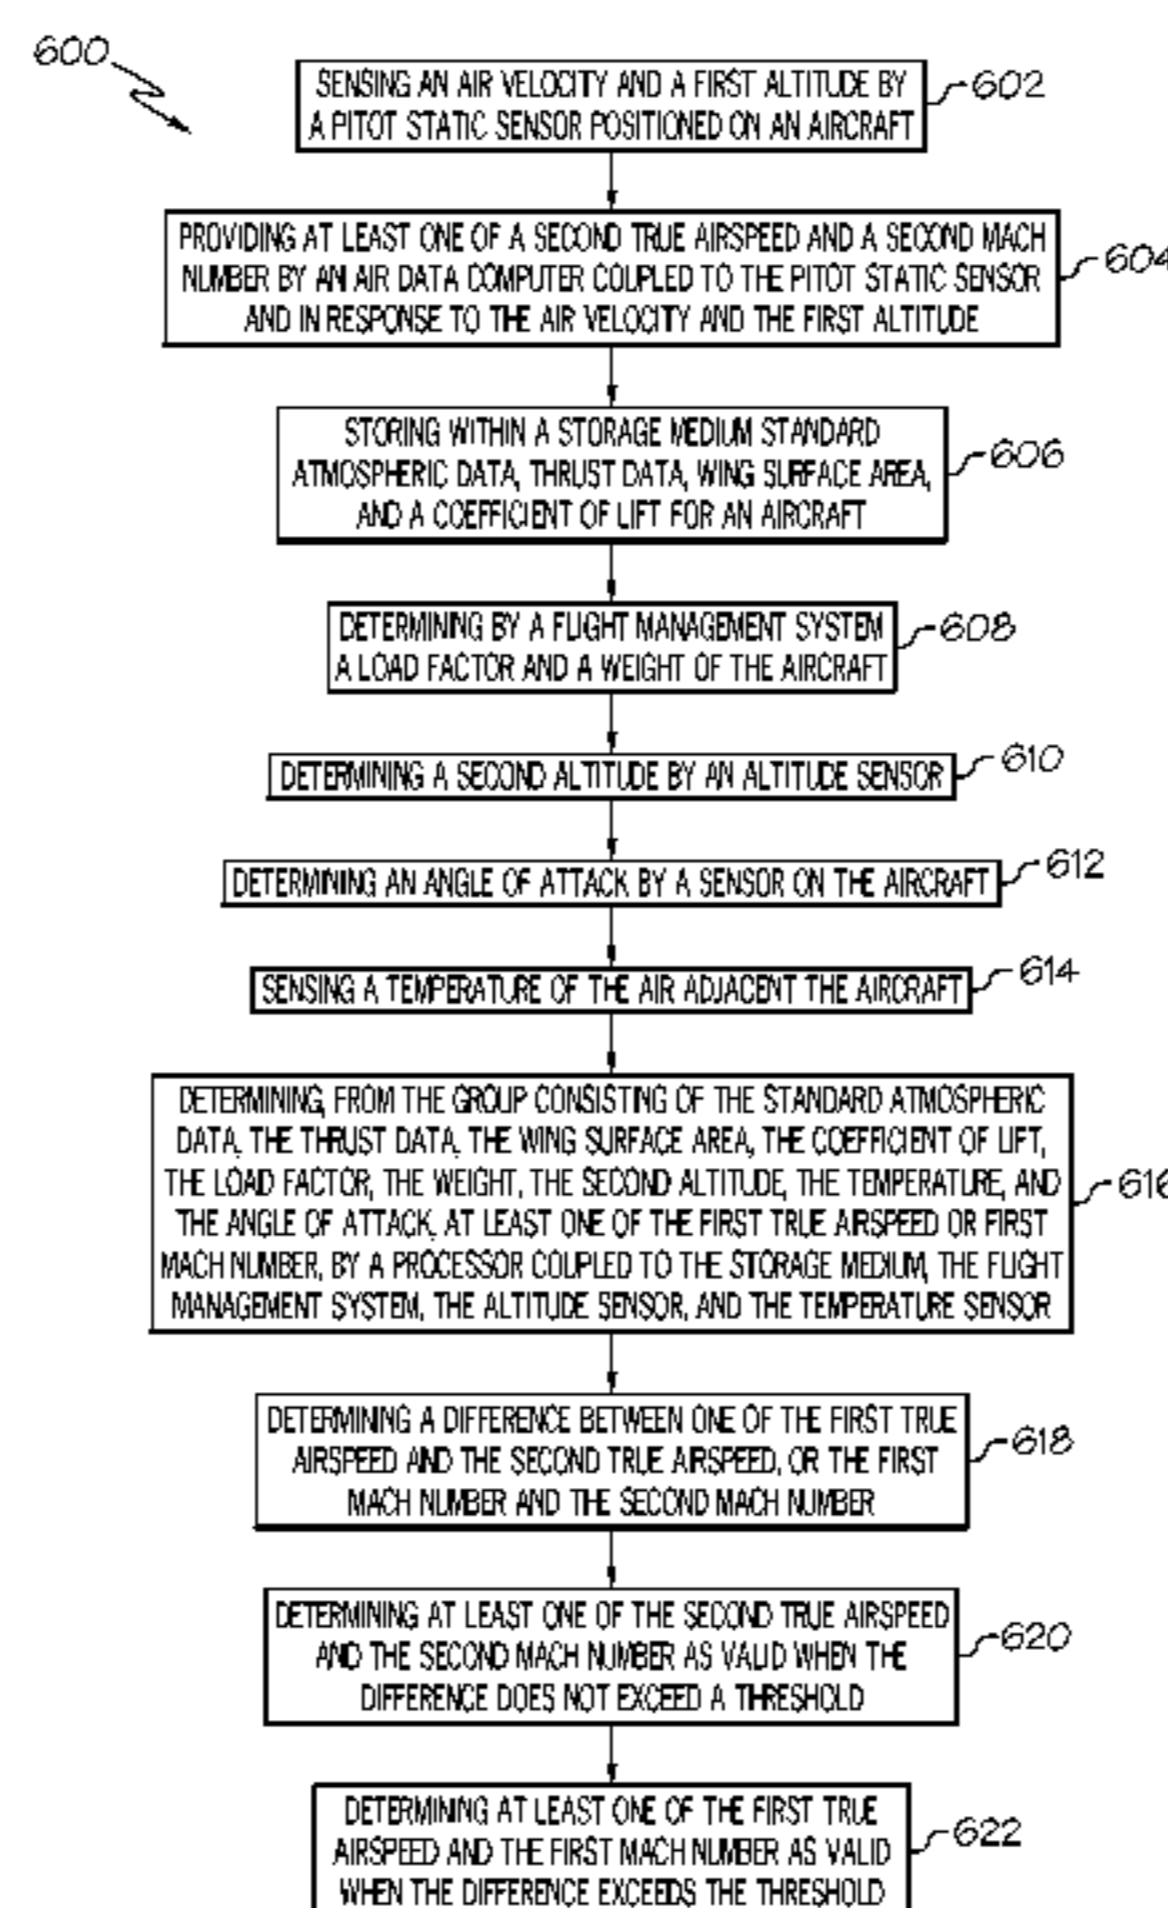 600
SENSING AN AIR VELOCITY AND A FIRST ALTITUDE BY
A PITOT STATIC SENSOR POSITIONED ON AN AIRCRAFT
602
PROVIDING AT LEAST ONE OF A SECOND TRUE AIRSPEED AND A SECOND MACH
NUMBER BY AN AIR DATA COMPUTER COUPLED TO THE PITOT STATIC SENSOR
AND IN RESPONSE TO THE AIR VELOCITY AND THE FIRST ALTITUDE
604
STORING WITHIN A STORAGE MEDIUM STANDARD
ATMOSPHERIC DATA, THRUST DATA, WING SURFACE AREA,
AND A COEFFICIENT OF LIFT FOR AN AIRCRAFT
606
DETERMINING BY A FLIGHT MANAGEMENT SYSTEM
A LOAD FACTOR AND A WEIGHT OF THE AIRCRAFT
608
DETERMINING A SECOND ALTITUDE BY AN ALTITUDE SENSOR
610
DETERMINING AN ANGLE OF ATTACK BY A SENSOR ON THE AIRCRAFT
612
SENSING A TEMPERATURE OF THE AIR ADJACENT THE AIRCRAFT
614
DETERMINING, FROM THE GROUP CONSISTING OF THE STANDARD ATMOSPHERIC
DATA, THE THRUST DATA, THE WING SURFACE AREA, THE COEFFICIENT OF LIFT,
THE LOAD FACTOR, THE WEIGHT, THE SECOND ALTITUDE, THE TEMPERATURE, AND
THE ANGLE OF ATTACK, AT LEAST ONE OF THE FIRST TRUE AIRSPEED OR FIRST
MACH NUMBER, BY A PROCESSOR COUPLED TO THE STORAGE MEDIUM, THE FLIGHT
MANAGEMENT SYSTEM, THE ALTITUDE SENSOR, AND THE TEMPERATURE SENSOR
616
DETERMINING A DIFFERENCE BETWEEN ONE OF THE FIRST TRUE
AIRSPEED AND THE SECOND TRUE AIRSPEED, OR THE FIRST
MACH NUMBER AND THE SECOND MACH NUMBER
618
DETERMINING AT LEAST ONE OF THE SECOND TRUE AIRSPEED
AND THE SECOND MACH NUMBER AS VALID WHEN THE
DIFFERENCE DOES NOT EXCEED A THRESHOLD
620
DETERMINING AT LEAST ONE OF THE FIRST TRUE
AIRSPEED AND THE FIRST MACH NUMBER AS VALID
WHEN THE DIFFERENCE EXCEEDS THE THRESHOLD
622